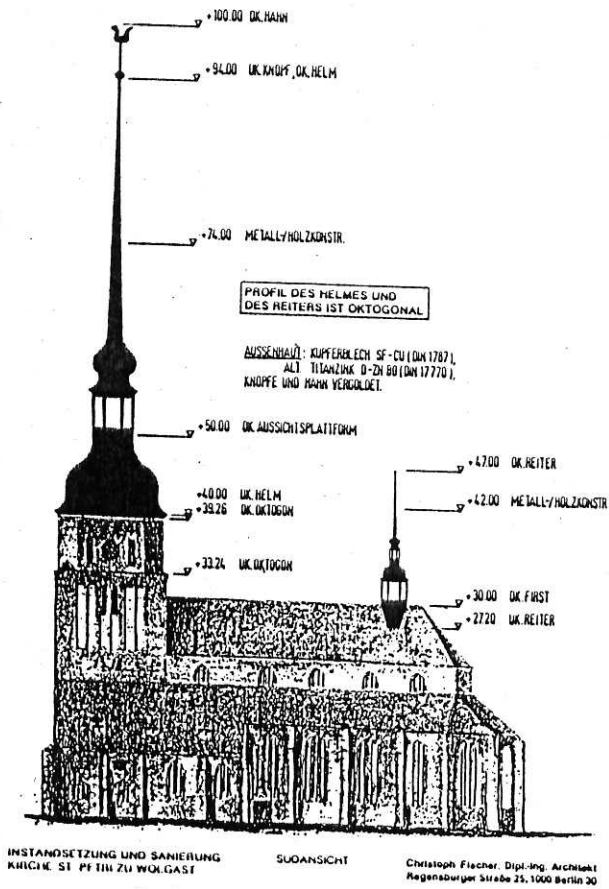 +100.00 OK.HAHN
+94.00 UK.KNOPF, OK.HELM
+74.00 METALL-/HOLZKONSTR.
PROFIL DES HELMES UND
DES REITERS IST OKTOGONAL
AUSSENHAUT: KUPFERBLECH SF-CU (DIN 1787),
ALT. TITANZINK D-ZN BD (DIN 17770),
KNÖPFE UND HAHN VERGOLDET.
+50.00 OK.AUSSICHTSPLATTFORM
+47.00 OK.REITER
+40.00 UK.HELM
+39.26 OK.OKTOGON
+42.00 METALL-/HOLZKONSTR
+33.24 UK.OKTOGON
+30.00 OK.FIRST
+27.20 UK.REITER
INSTANDSETZUNG UND SANIERUNG
KIRCHE ST. PETRI ZU WOLGAST
SÜDANSICHT
Christoph Fischer, Dipl.-Ing. Architekt
Regensburger Straße 25, 1000 Berlin 30